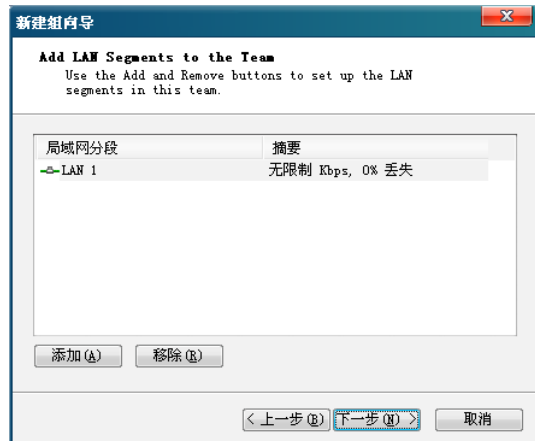 新建组向导
Add LAN Segments to the Team
Use the Add and Remove buttons to set up the LAN
segments in this team.
局域网分段 摘要
LAN 1 无限制 Kbps, 0% 丢失
添加(A) 移除(R)
< 上一步(B) 下一步(N) > 取消